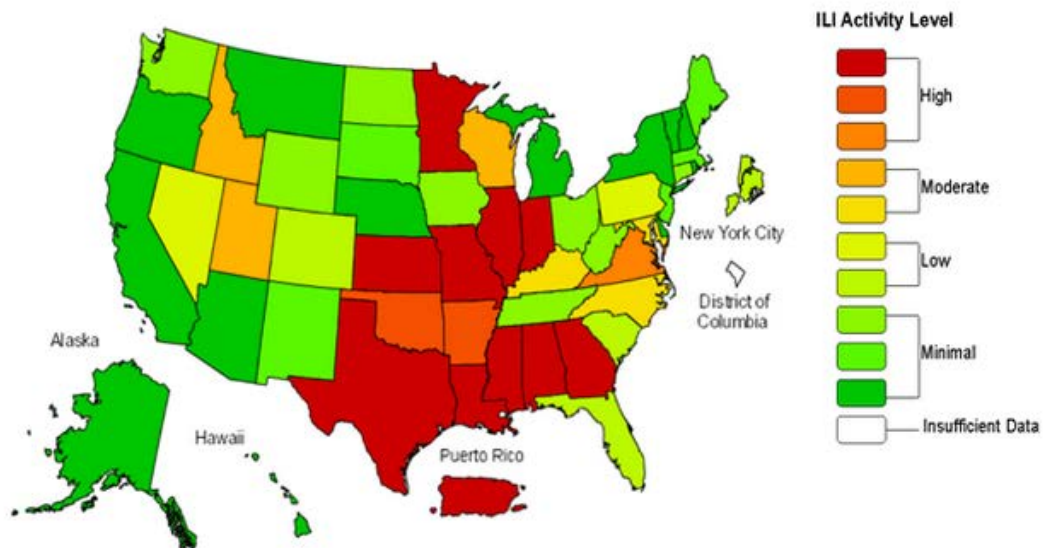 ILI Activity Level
High
Moderate
Low
Minimal
Insufficient Data
New York City
District of
Columbia
Alaska
Hawaii
Puerto Rico